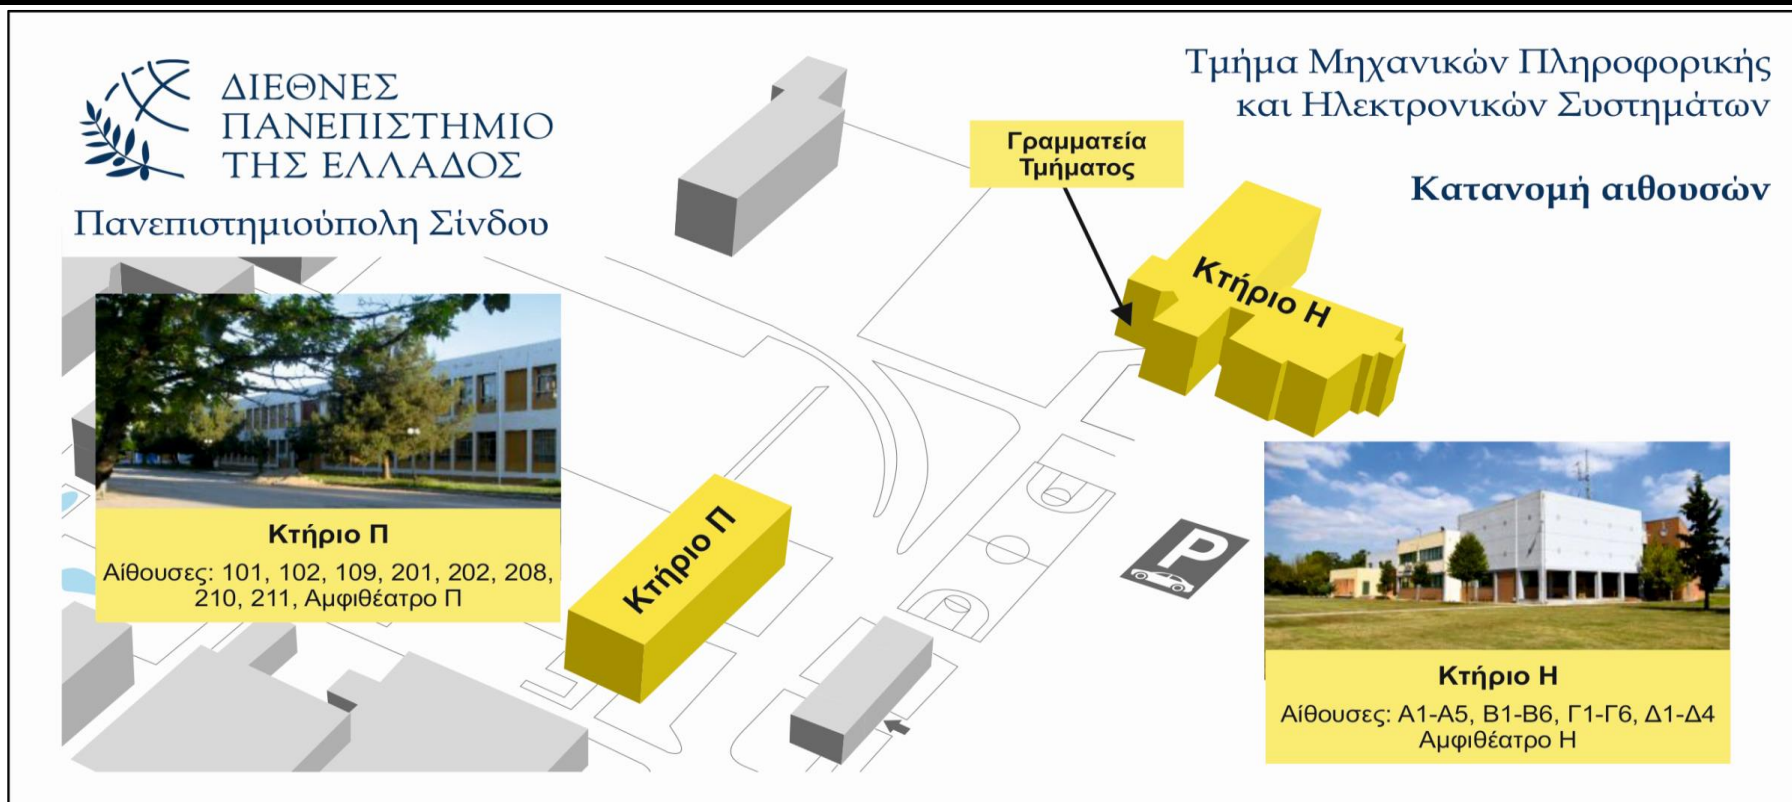 ΔΙΕΘΝΕΣ
ΠΑΝΕΠΙΣΤΗΜΙΟ
ΤΗΣ ΕΛΛΑΔΟΣ
Πανεπιστημιούπολη Σίνδου
Τμήμα Μηχανικών Πληροφορικής
και Ηλεκτρονικών Συστημάτων
Κατανομή αιθουσών
Γραμματεία
Τμήματος
Κτήριο Η
Κτήριο Π
P
Κτήριο Π
Αίθουσες: 101, 102, 109, 201, 202, 208,
210, 211, Αμφιθέατρο Π
Κτήριο Η
Αίθουσες: Α1-Α5, Β1-Β6, Γ1-Γ6, Δ1-Δ4
Αμφιθέατρο Η